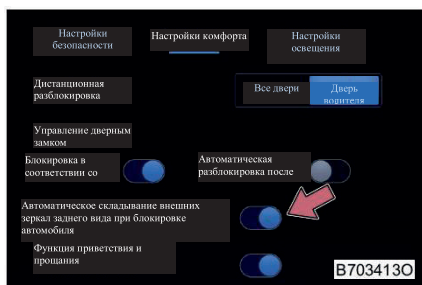 Настройки
безопасности
Настройки комфорта
Настройки
освещения
Дистанционная
разблокировка
Все двери
Дверь
водителя
Управление дверным
замком
Блокировка в
соответствии со
Автоматическая
разблокировка после
Автоматическое складывание внешних
зеркал заднего вида при блокировке
автомобиля
Функция приветствия и
прощания
B703413O